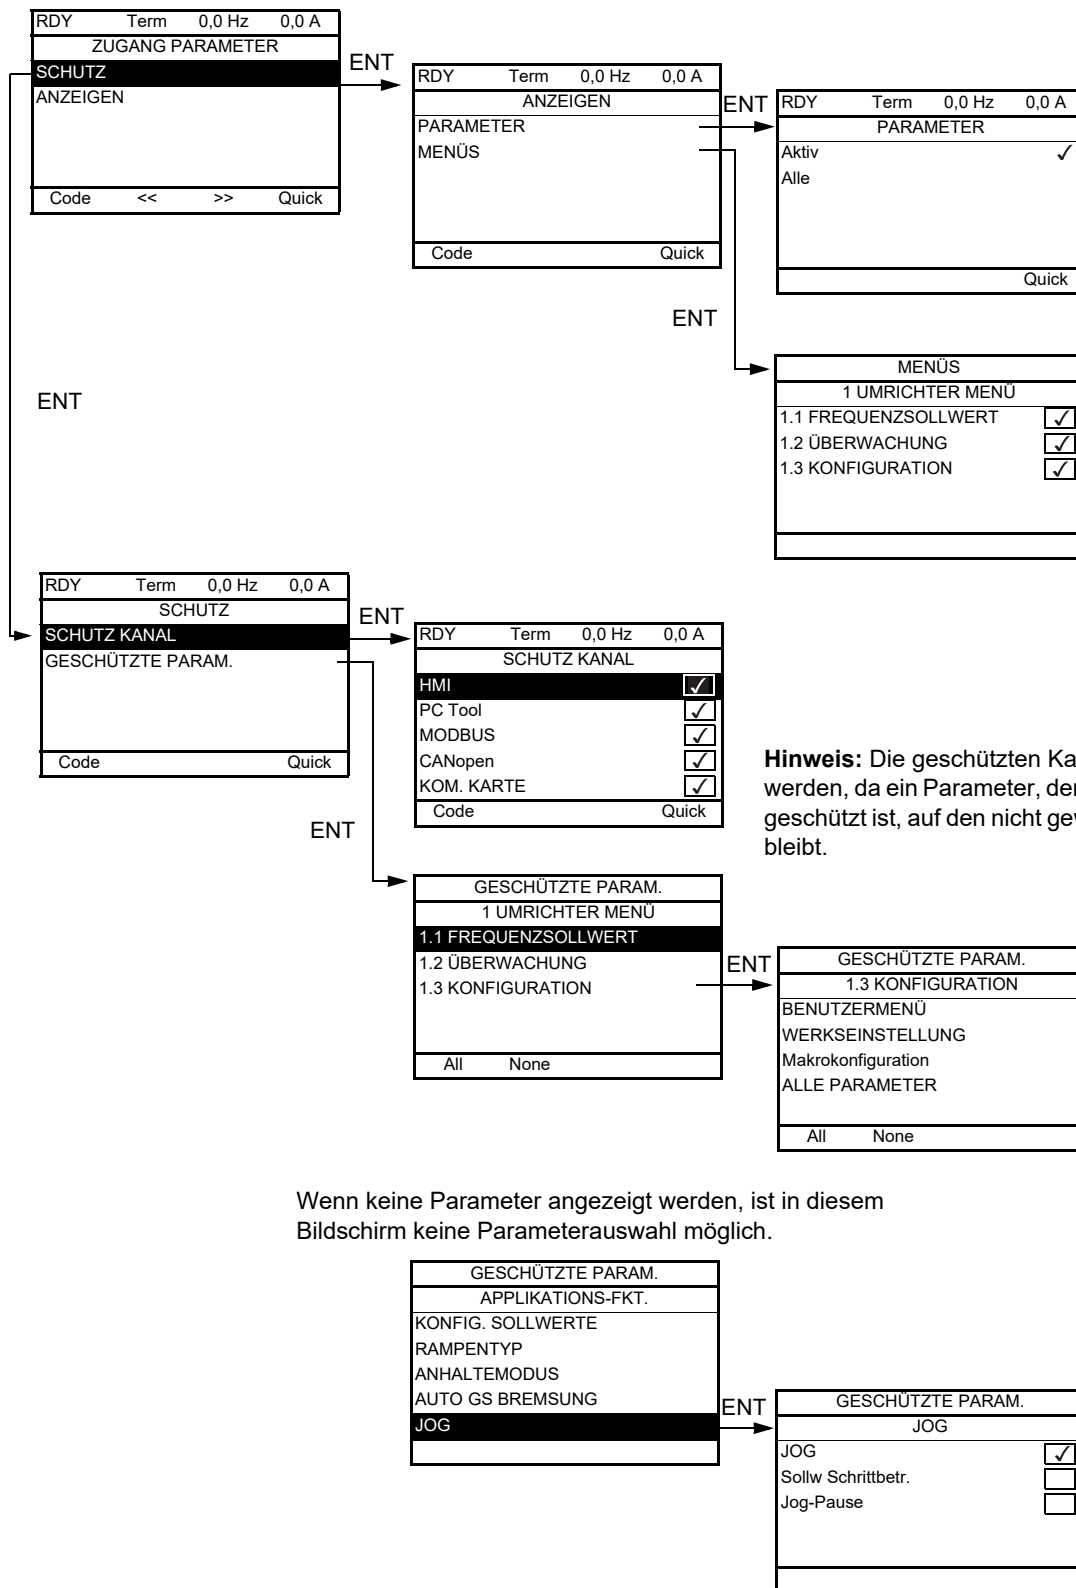 RDY Term 0,0 Hz 0,0 A
ZUGANG PARAMETER
SCHUTZ
ANZEIGEN
Code << >> Quick
ENT
RDY Term 0,0 Hz 0,0 A
ANZEIGEN
PARAMETER
MENÜS
Code Quick
ENT
RDY Term 0,0 Hz 0,0 A
PARAMETER
Aktiv ✓
Alle
Quick
ENT
MENÜS
1 UMRICHTER MENÜ
1.1 FREQUENZSOLLWERT ✓
1.2 ÜBERWACHUNG ✓
1.3 KONFIGURATION ✓
ENT
RDY Term 0,0 Hz 0,0 A
SCHUTZ
SCHUTZ KANAL
GESCHÜTZTE PARAM.
Code Quick
ENT
RDY Term 0,0 Hz 0,0 A
SCHUTZ KANAL
HMI ✓
PC Tool ✓
MODBUS ✓
CANopen ✓
KOM. KARTE ✓
Code Quick
Hinweis: Die geschützten
werden, da ein Parameter,
geschützt ist, auf den nicht
bleibt.
ENT
GESCHÜTZTE PARAM.
1 UMRICHTER MENÜ
1.1 FREQUENZSOLLWERT
1.2 ÜBERWACHUNG
1.3 KONFIGURATION
All None
ENT
GESCHÜTZTE PARAM.
1.3 KONFIGURATION
BENUTZERMENÜ
WERKSEINSTELLUNG
Makrokonfiguration
ALLE PARAMETER
All None
Wenn keine Parameter angezeigt werden, ist in diesem
Bildschirm keine Parameterauswahl möglich.
GESCHÜTZTE PARAM.
APPLIKATIONS-FKT.
KONFIG. SOLLWERTE
RAMPENTYP
ANHALTEMODUS
AUTO GS BREMSUNG
JOG
ENT
GESCHÜTZTE PARAM.
JOG
JOG ✓
Sollw Schrittbetr.
Jog-Pause